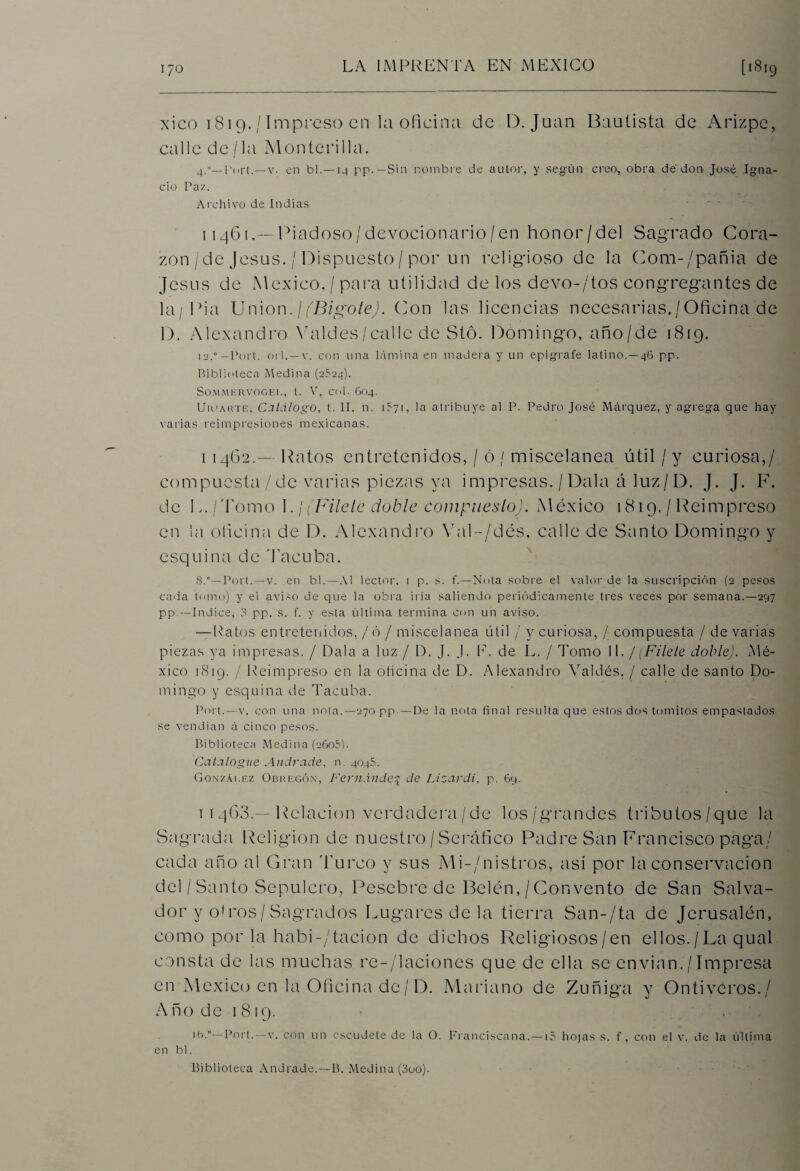 170 LA IMPRENTA EN MEXICO [1819
xico 1819. / Impreso en la oficina de D. Juan Bautista de Arizpe,
calle de / la Monterilla.
4.º—Port.—v. en bl.—14 pp.—Sin nombre de autor, y según creo, obra de don José Igna-
cio Paz.
Archivo de Indias
11461.—Piadoso / devocionario / en honor / del Sagrado Cora-
zon / de Jesus. / Dispuesto / por un religioso de la Com-/pañia de
Jesus de Mexico, / para utilidad de los devo-/tos congregantes de
la / Pia Union. / (Bigote). Con las licencias necesarias. / Oficina de
D. Alexandro Valdes / calle de Stô. Domingo, año / de 1819.
12.º—Port. orl.—v. con una lámina en madera y un epígrafe latino.—46 pp.
Biblioteca Medina (2524).
Sommervogel, t. V, col. 604.
Uriarte, Catálogo, t. II, n. 1571, la atribuye al P. Pedro José Márquez, y agrega que hay
varias reimpresiones mexicanas.
11462.—Ratos entretenidos, / ó / miscelanea útil / y curiosa, /
compuesta / de varias piezas ya impresas. / Dala á luz / D. J. J. F.
de L. / Tomo I. / (Filete doble compuesto). México 1819. / Reimpreso
en la oficina de D. Alexandro Val-/dés, calle de Santo Domingo y
esquina de Tacuba.
8.º—Port.—v. en bl.—Al lector, 1 p. s. f.—Nota sobre el valor de la suscripción (2 pesos
cada tomo) y el aviso de que la obra iría saliendo periódicamente tres veces por semana.—297
pp.—Indice, 3 pp. s. f. y esta última termina con un aviso.
—Ratos entretenidos, / ó / miscelanea útil / y curiosa, / compuesta / de varias
piezas ya impresas. / Dala a luz / D. J. J. F. de L. / Tomo II. / (Filete doble). Mé-
xico 1819. / Reimpreso en la oficina de D. Alexandro Valdés, / calle de santo Do-
mingo y esquina de Tacuba.
Port.—v. con una nota.—270 pp.—De la nota final resulta que estos dos tomitos empastados
se vendian á cinco pesos.
Biblioteca Medina (2605).
Catalogue Andrade, n. 4045.
González Obregón, Fernández de Lizardi, p. 69.
11463.—Relacion verdadera / de los / grandes tributos / que la
Sagrada Religion de nuestro / Seráfico Padre San Francisco paga /
cada año al Gran Turco y sus Mi-/nistros, así por la conservacion
del / Santo Sepulcro, Pesebre de Belén, / Convento de San Salva-
dor y otros / Sagrados Lugares de la tierra San-/ta de Jerusalén,
como por la habi-/tacion de dichos Religiosos / en ellos. / La qual
consta de las muchas re-/laciones que de ella se envian. / Impresa
en Mexico en la Oficina de / D. Mariano de Zuñiga y Ontiveros. /
Año de 1819.
16.º—Port.—v. con un escudete de la O. Franciscana.—15 hojas s. f, con el v. de la última
en bl.
Biblioteca Andrade.—B. Medina (300).